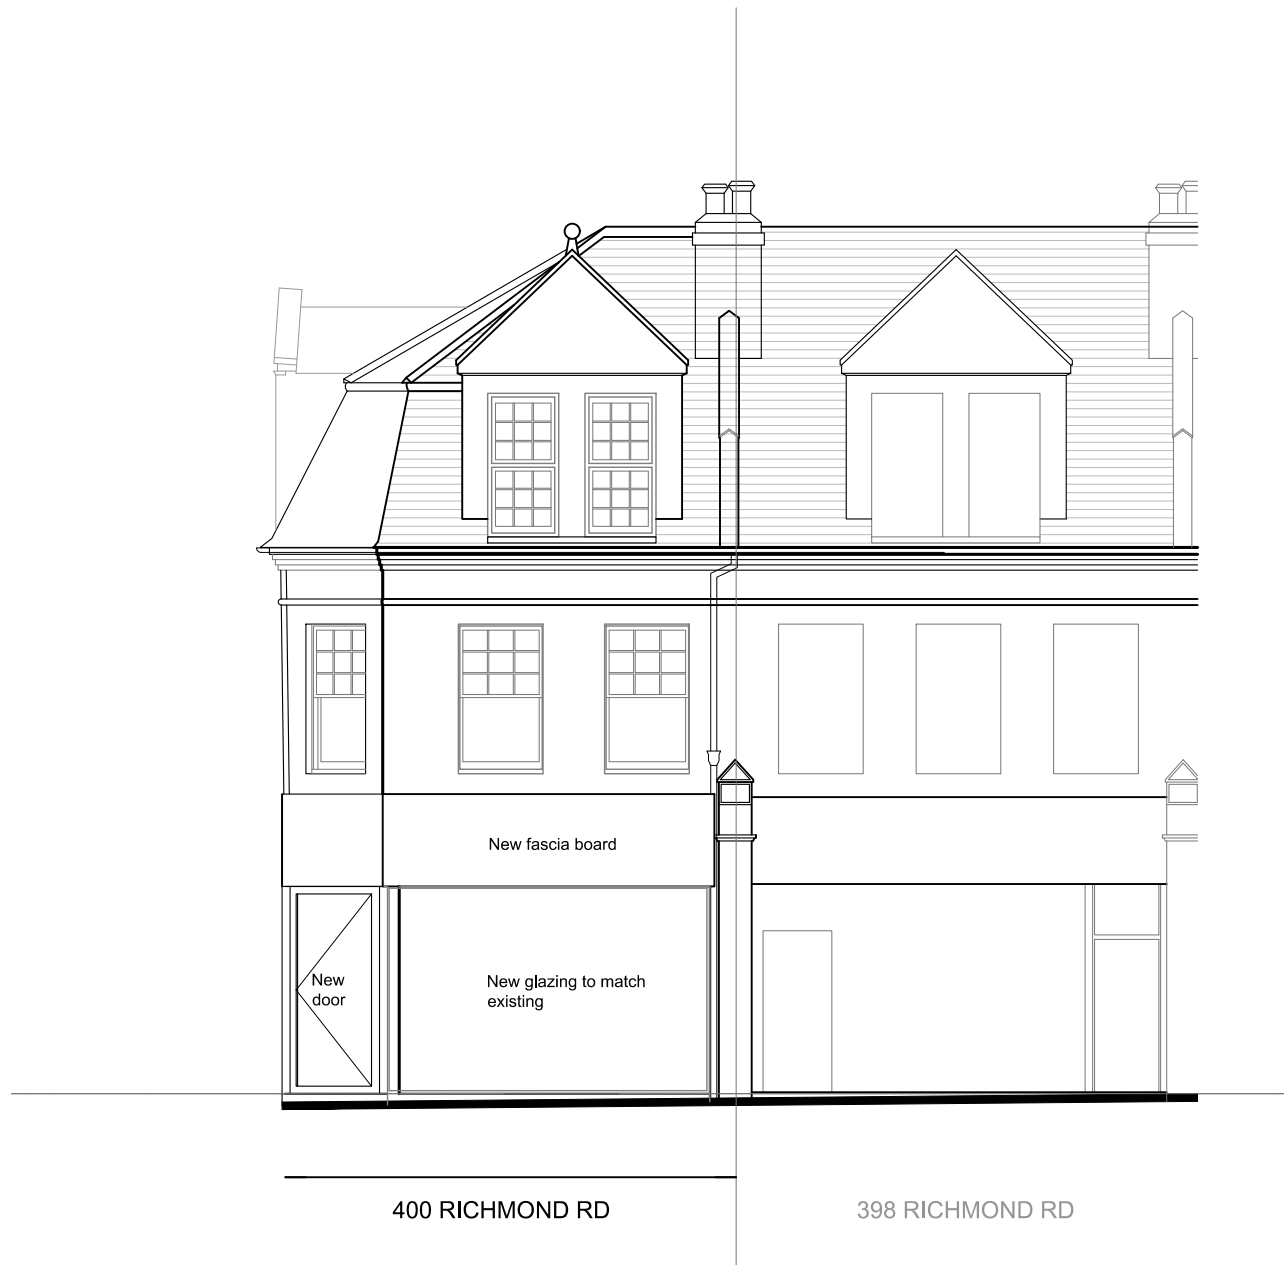 New fascia board
New
door
New glazing to match
existing
400 RICHMOND RD
398 RICHMOND RD